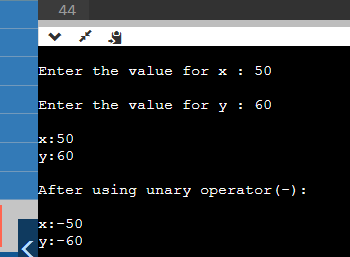 44
Enter the value for x : 50
Enter the value for y : 60
x:50
y:60
After using unary operator(-):
x:-50
y:-60